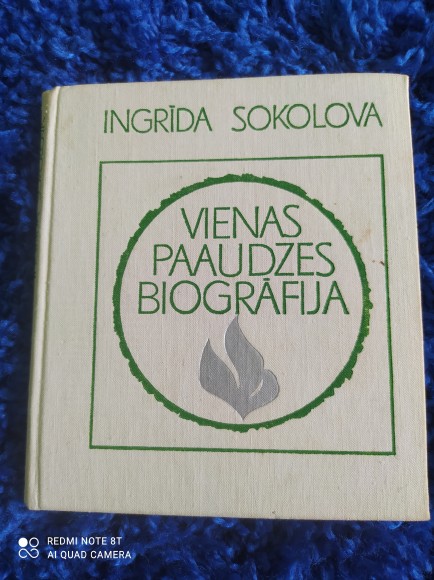 INGRĪDA SOKOLOVA
VIENAS
PAAUDZES
BIOGRĀFIJA
REDMI NOTE 8T
AI QUAD CAMERA